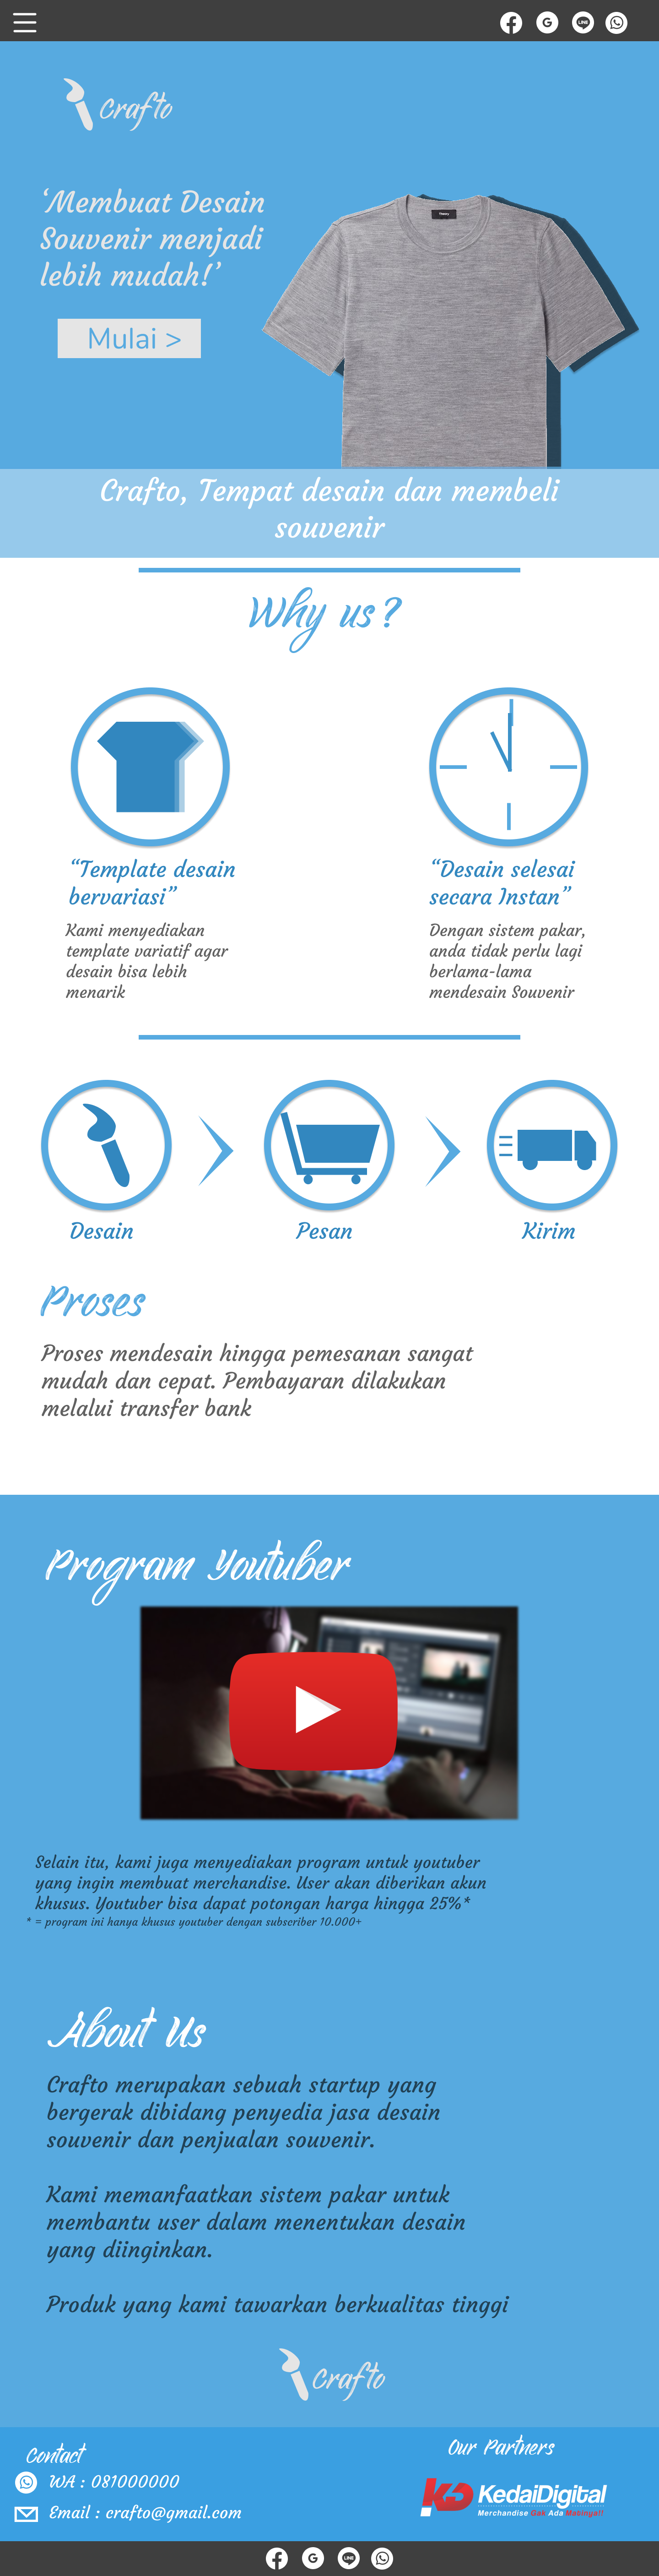 Crafto
‘Membuat Desain
Souvenir menjadi
lebih mudah!’
Mulai >
Crafto, Tempat desain dan membeli
souvenir
Why us?
“Template desain
bervariasi”
Kami menyediakan
template variatif agar
desain bisa lebih
menarik
“Desain selesai
secara Instan”
Dengan sistem pakar,
anda tidak perlu lagi
berlama-lama
mendesain Souvenir
Desain
Pesan
Kirim
Proses
Proses mendesain hingga pemesanan sangat
mudah dan cepat. Pembayaran dilakukan
melalui transfer bank
Program Youtuber
Selain itu, kami juga menyediakan program untuk youtuber
yang ingin membuat merchandise. User akan diberikan akun
khusus. Youtuber bisa dapat potongan harga hingga 25%*
* = program ini hanya khusus youtuber dengan subscriber 10.000+
About Us
Crafto merupakan sebuah startup yang
bergerak dibidang penyedia jasa desain
souvenir dan penjualan souvenir.
Kami memanfaatkan sistem pakar untuk
membantu user dalam menentukan desain
yang diinginkan.
Produk yang kami tawarkan berkualitas tinggi
Crafto
Contact
WA : 081000000
Email : crafto@gmail.com
Our Partners
KedaiDigital
Merchandise Gak Ada Matinya!!